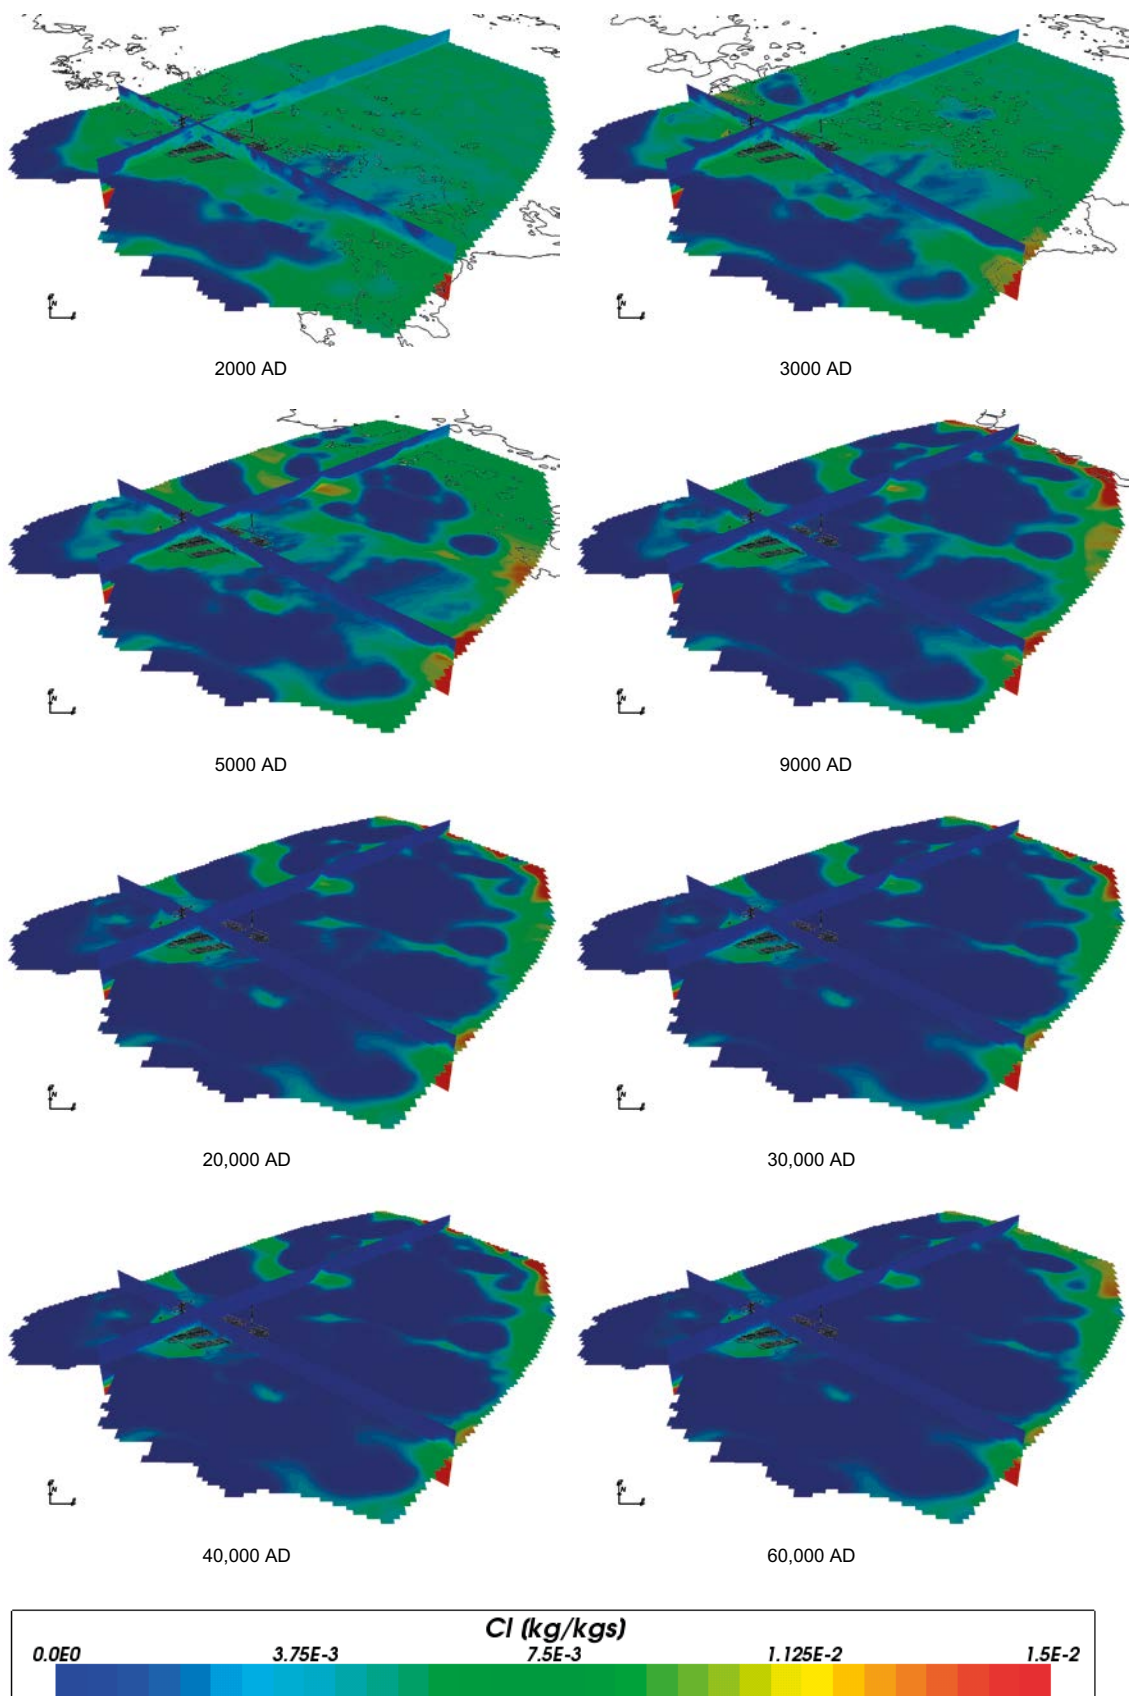 2000 AD
3000 AD
5000 AD
9000 AD
20,000 AD
30,000 AD
40,000 AD
60,000 AD
Cl (kg/kgs)
0.0E0 3.75E-3 7.5E-3 1.125E-2 1.5E-2